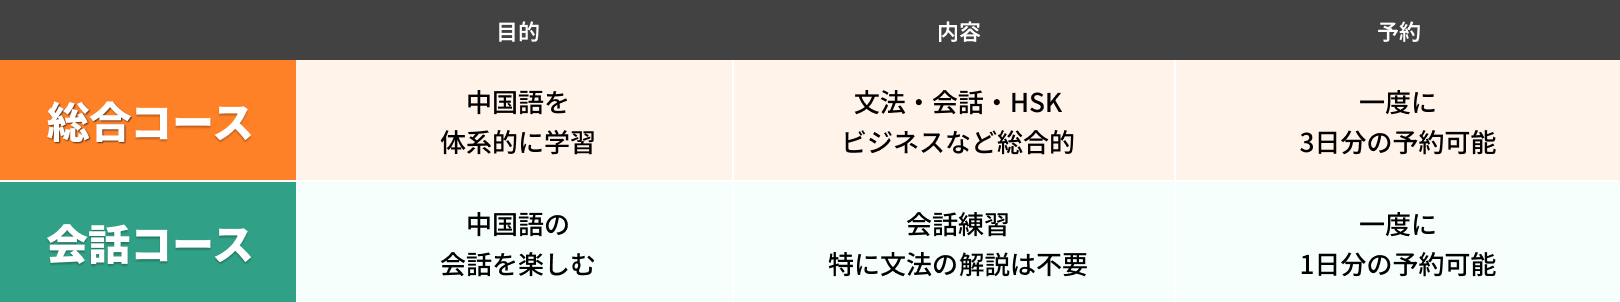 目的
内容
予約
総合コース
中国語を
体系的に学習
文法・会話・HSK
ビジネスなど総合的
一度に
3日分の予約可能
会話コース
中国語の
会話を楽しむ
会話練習
特に文法の解説は不要
一度に
1日分の予約可能